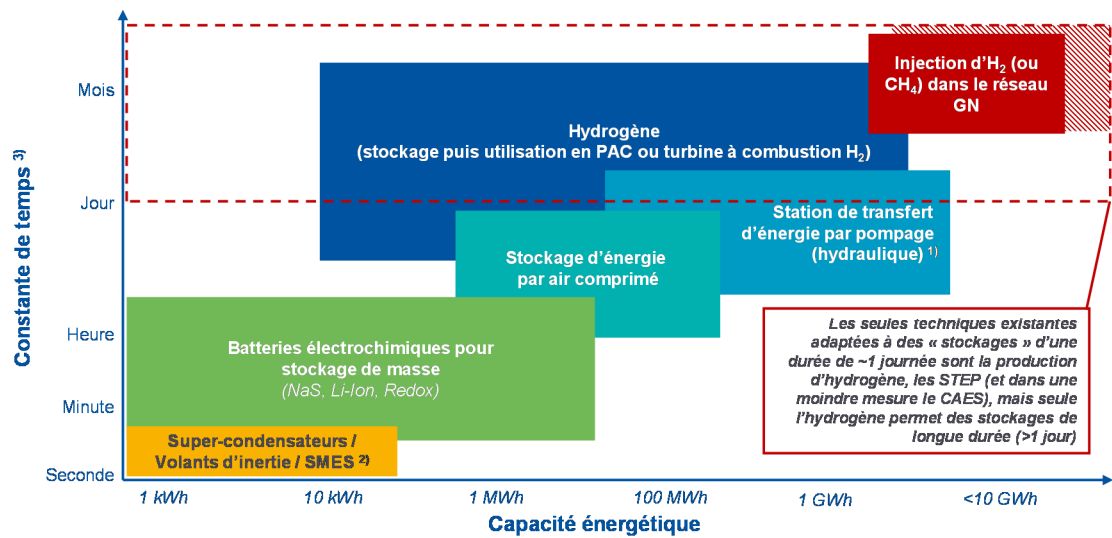 Constante de temps 3)
Mois
Jour
Heure
Minute
Seconde
Injection d’H2 (ou
CH4) dans le réseau
GN
Hydrogène
(stockage puis utilisation en PAC ou turbine à combustion H2)
Station de transfert
d’énergie par pompage
(hydraulique) 1)
Stockage d’énergie
par air comprimé
Batteries électrochimiques pour
stockage de masse
(NaS, Li-Ion, Redox)
Super-condensateurs /
Volants d’inertie / SMES 2)
Les seules techniques existantes
adaptées à des « stockages » d’une
durée de ~1 journée sont la production
d’hydrogène, les STEP (et dans une
moindre mesure le CAES), mais seule
l’hydrogène permet des stockages de
longue durée (>1 jour)
1 kWh
10 kWh
1 MWh
100 MWh
1 GWh
<10 GWh
Capacité énergétique